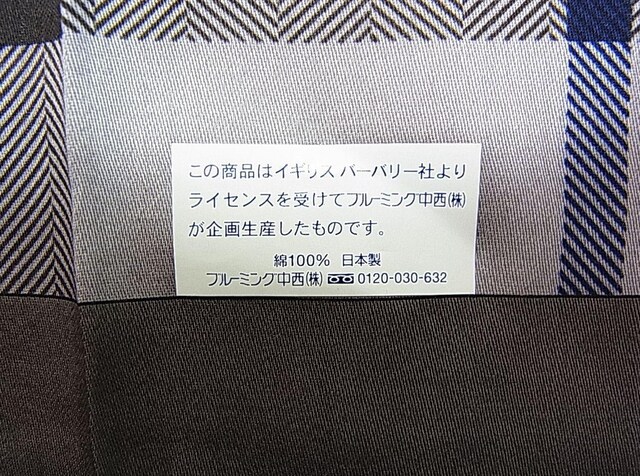 この商品はイギリス バーバリー社より
ライセンスを受けてブルーミング中西㈱
が企画生産したものです。
綿100% 日本製
ブルーミング中西㈱ 0120-030-632